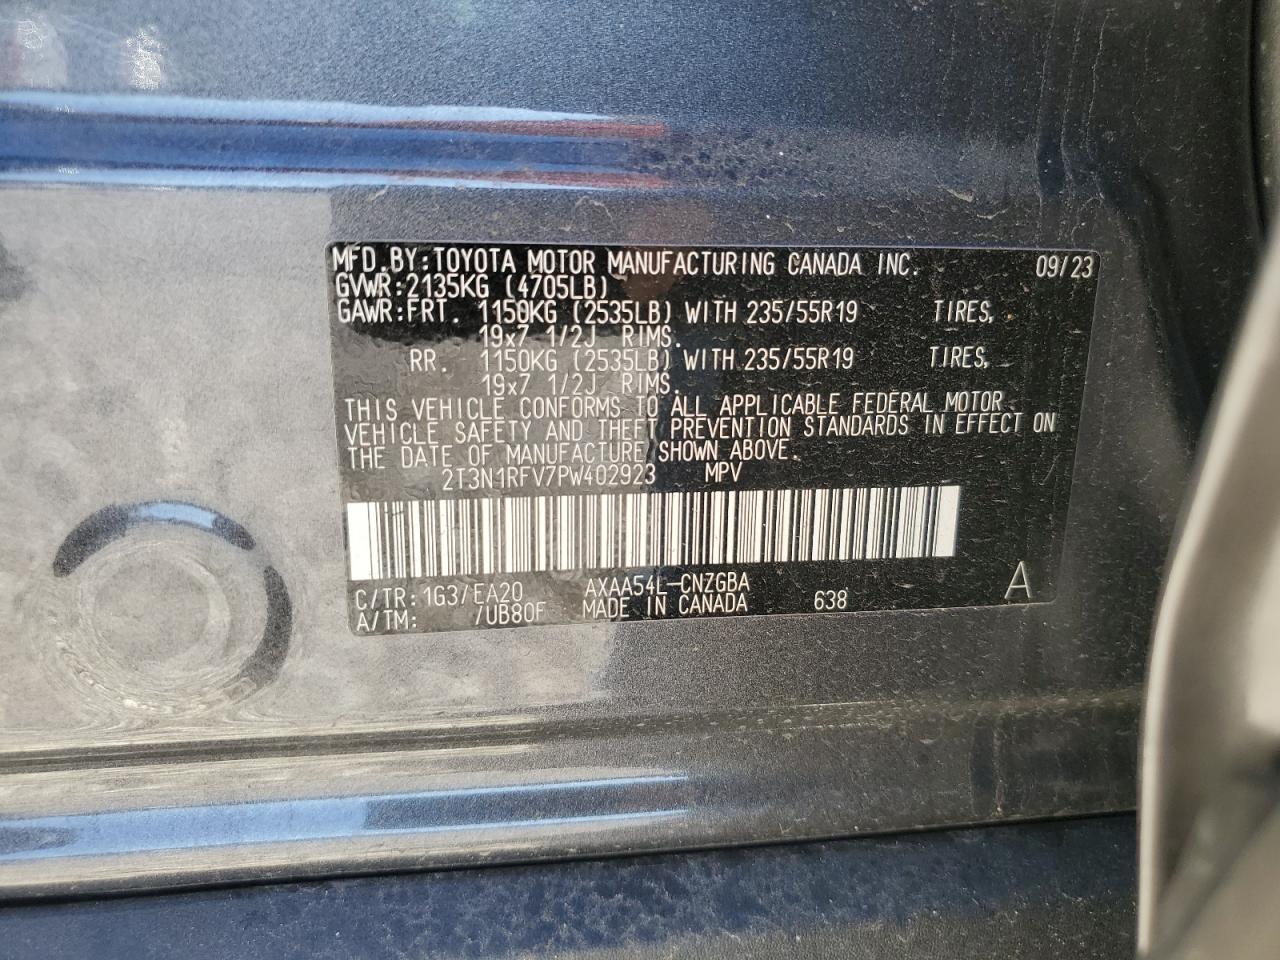 MFD.BY:TOYOTA MOTOR MANUFACTURING CANADA INC. 09/23
GVWR:2135KG (4705LB)
GAWR:FRT. 1150KG (2535LB) WITH 235/55R19 TIRES,
19x7 1/2J RIMS.
RR. 1150KG (2535LB) WITH 235/55R19 TIRES,
19x7 1/2J RIMS.
THIS VEHICLE CONFORMS TO ALL APPLICABLE FEDERAL MOTOR
VEHICLE SAFETY AND THEFT PREVENTION STANDARDS IN EFFECT ON
THE DATE OF MANUFACTURE SHOWN ABOVE.
2T3N1RFV7PW402923 MPV
C/TR: 1G3/EA20 AXAA54L-CNZGBA
A/TM: /UB80F MADE IN CANADA 638 A